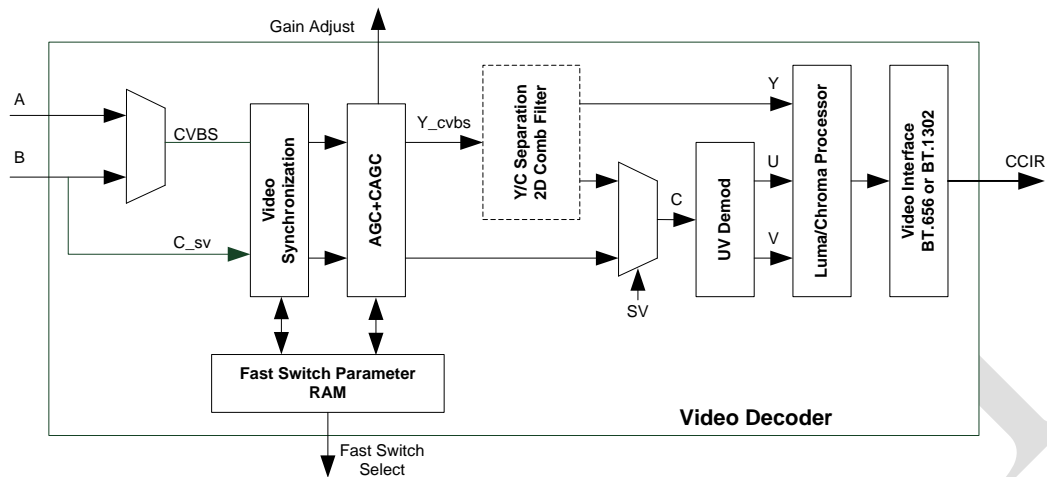 Gain Adjust
A
B
CVBS
C_sv
Video
Synchronization
AGC+CAGC
Y_cvbs
Y/C Separation
2D Comb Filter
C
SV
UV Demod
Y
U
V
Luma/Chroma Processor
Video Interface
BT.656 or BT.1302
CCIR
Fast Switch Parameter
RAM
Video Decoder
Fast Switch
Select